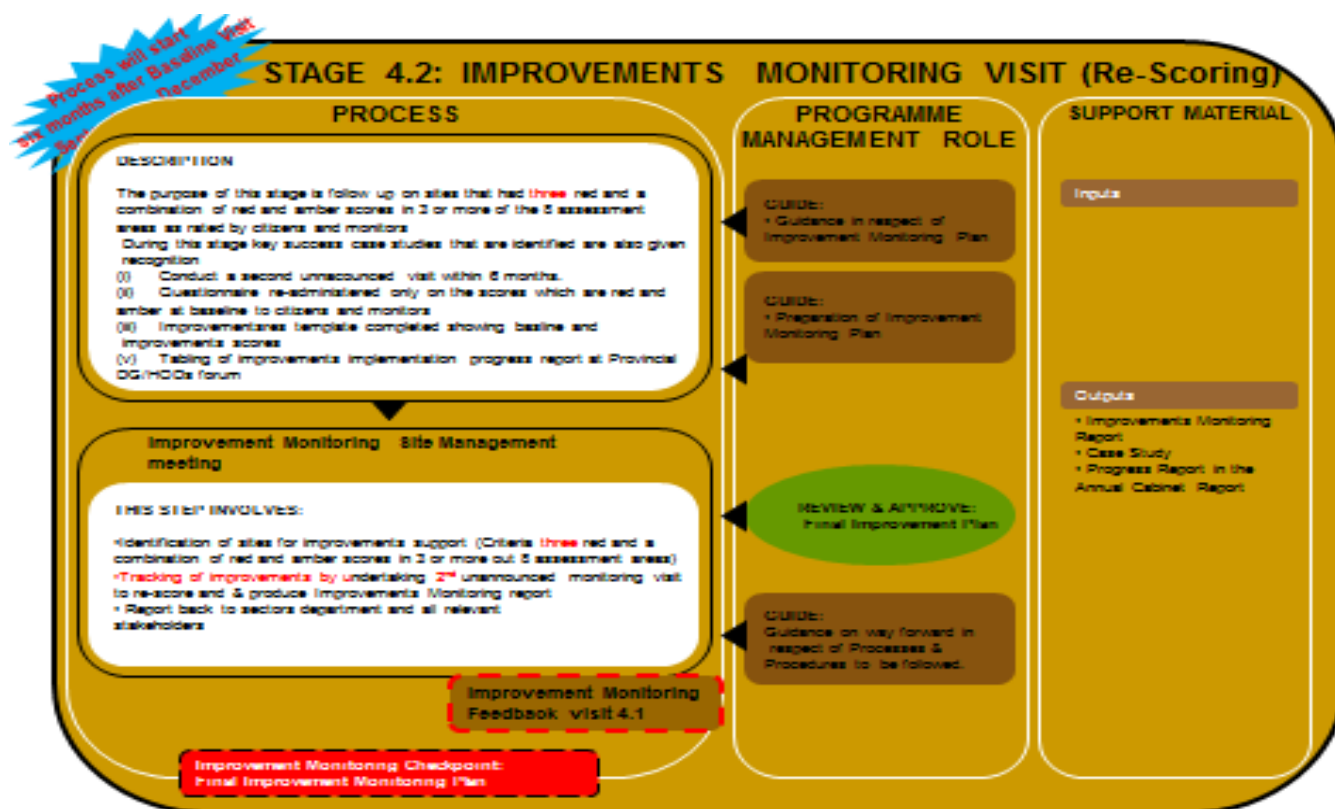 Process will start
six months after Baseline Visit
December
STAGE 4.2: IMPROVEMENTS MONITORING VISIT (Re-Scoring)
PROCESS
DESCRIPTION
The purpose of this stage is follow up on sites that had three red and a
combination of red and amber scores in 3 or more of the 8 assessment
areas as rated by citizens and monitors
During this stage key success case studies that are identified are also given
recognition
(i) Conduct a second unnacounced visit within 6 months.
(ii) Questionnaire re-administered only on the scores which are red and
amber at baseline to citizens and monitors
(iii) template completed showing basline and
improvements scores
(v) Tabling of improvements implementation progress report at Provincial
DG/HODs forum
Improvement Monitoring Site Management
meeting
THIS STEP INVOLVES:
•Identification of sites for improvements support (Criteria three red and a
combination of red and amber scores in 3 or more out 8 assessment areas)
•Tracking of improvements by undertaking 2nd unannounced monitoring visit
to re-score and & produce Improvements Monitoring report
• Report back to sectors department and all relevant
stakeholders
Improvement Monitoring
Feedback visit 4.1
Improvement Monitoring Checkpoint:
Final Improvement Monitoring Plan
PROGRAMME
MANAGEMENT ROLE
GUIDE:
• Guidance in respect of
Improvement Monitoring Plan
GUIDE:
• Preparation of Improvement
Monitoring Plan
REVIEW & APPROVE:
Final Improvement Plan
GUIDE:
Guidance on way forward in
respect of Processes &
Procedures to be followed.
SUPPORT MATERIAL
Inputs
Outputs
• Improvements Monitoring
Report
• Case Study
• Progress Report in the
Annual Cabinet Report